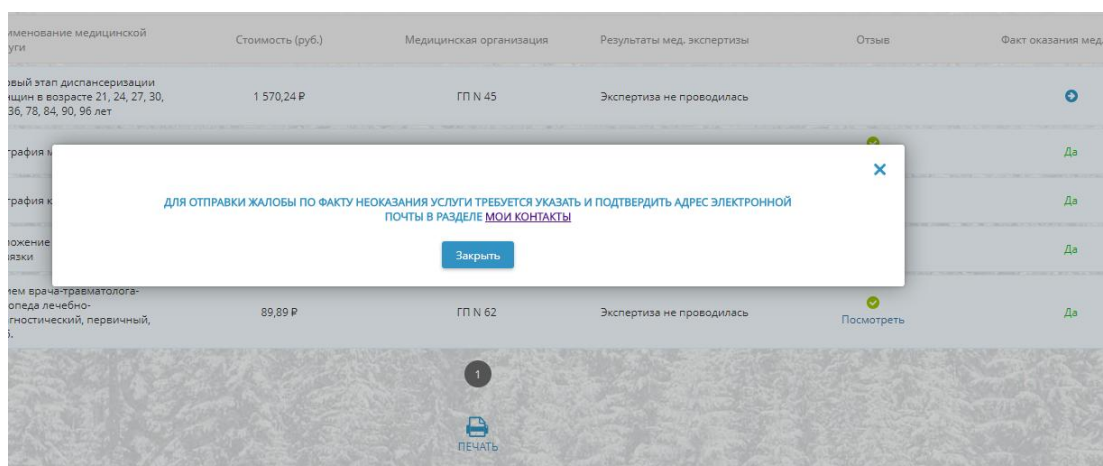 именование медицинской
уги
Стоимость (руб.)
Медицинская организация
Результаты мед. экспертизы
Отзыв
Факт оказания мед.
рвый этап диспансеризации
нщин в возрасте 21, 24, 27, 30,
36, 78, 84, 90, 96 лет
1 570,24 ₽
ГП N 45
Экспертиза не проводилась
графия
Да
ДЛЯ ОТПРАВКИ ЖАЛОБЫ ПО ФАКТУ НЕОКАЗАНИЯ УСЛУГИ ТРЕБУЕТСЯ УКАЗАТЬ И ПОДТВЕРДИТЬ АДРЕС ЭЛЕКТРОННОЙ
ПОЧТЫ В РАЗДЕЛЕ МОИ КОНТАКТЫ
Закрыть
графия к
Да
ложение
язки
Да
ием врача-травматолога-
опеда лечебно-
гностический, первичный,
89,89 ₽
ГП N 62
Экспертиза не проводилась
Посмотреть
Да
1
ПЕЧАТЬ